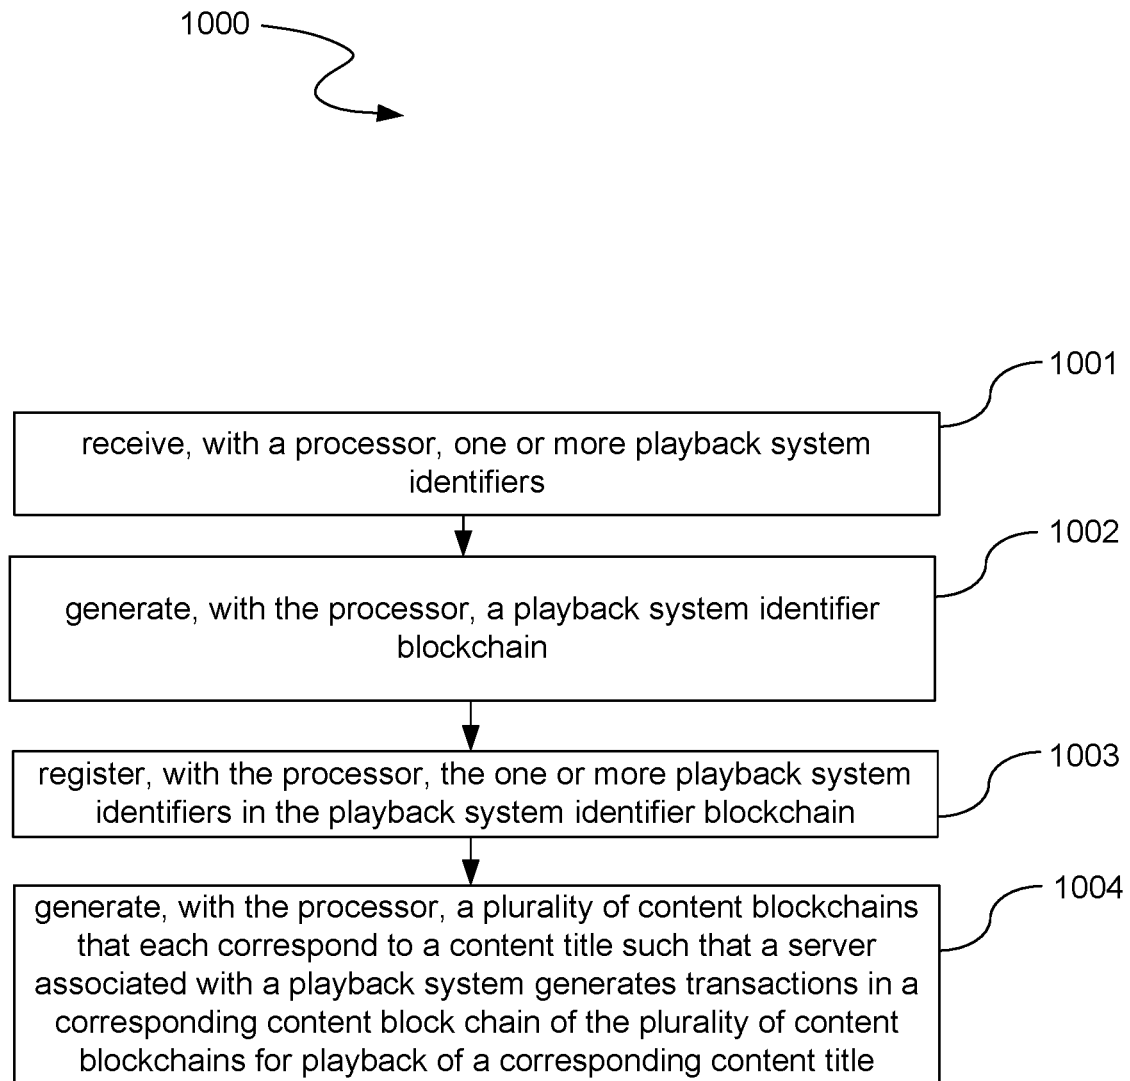 1000
1001
receive, with a processor, one or more playback system
identifiers
1002
generate, with the processor, a playback system identifier
blockchain
1003
register, with the processor, the one or more playback system
identifiers in the playback system identifier blockchain
1004
generate, with the processor, a plurality of content blockchains
that each correspond to a content title such that a server
associated with a playback system generates transactions in a
corresponding content block chain of the plurality of content
blockchains for playback of a corresponding content title